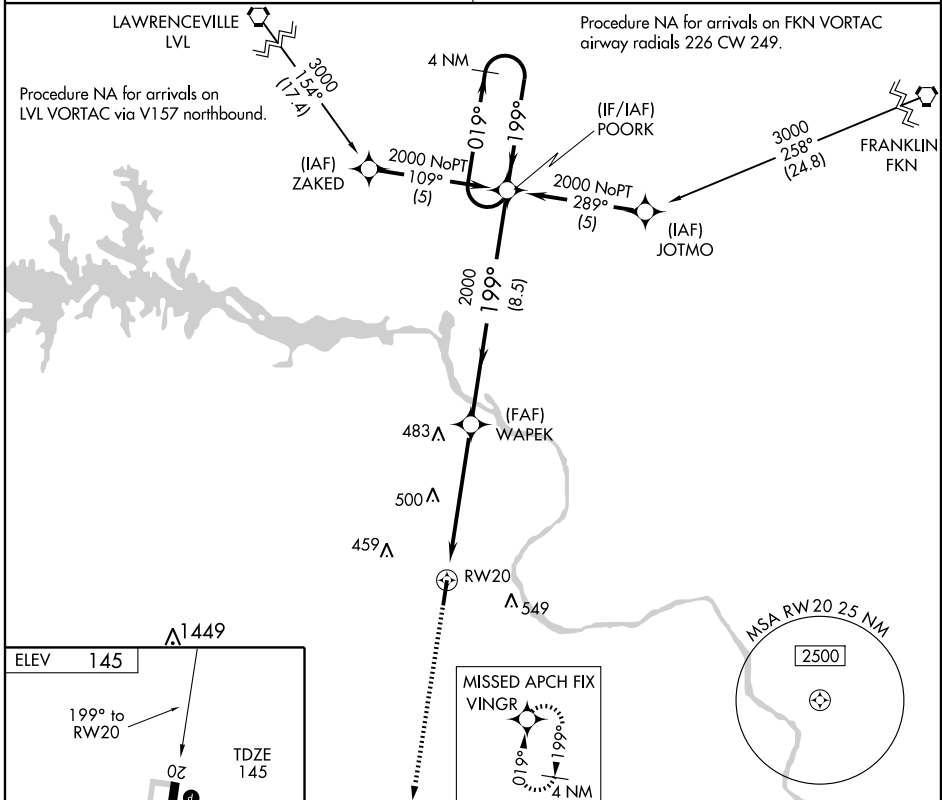 LAWRENCEVILLE
LVL
Procedure NA for arrivals on FKN VORTAC
airway radials 226 CW 249.
4 NM
3000
154°
(17.4)
Procedure NA for arrivals on
LVL VORTAC via V157 northbound.
019°
199°
(IF/IAF)
POORK
3000
258°
(24.8)
FRANKLIN
FKN
(IAF)
ZAKED
2000 NoPT
109°
(5)
2000 NoPT
289°
(5)
(IAF)
JOTMO
2000
199°
(8.5)
(FAF)
WAPEK
483
500
459
RW20
549
1449
MSA RW20 25 NM
2500
ELEV 145
199° to
RW20
TDZE
145
20
P
MISSED APCH FIX
VINGR
019°
199°
4 NM